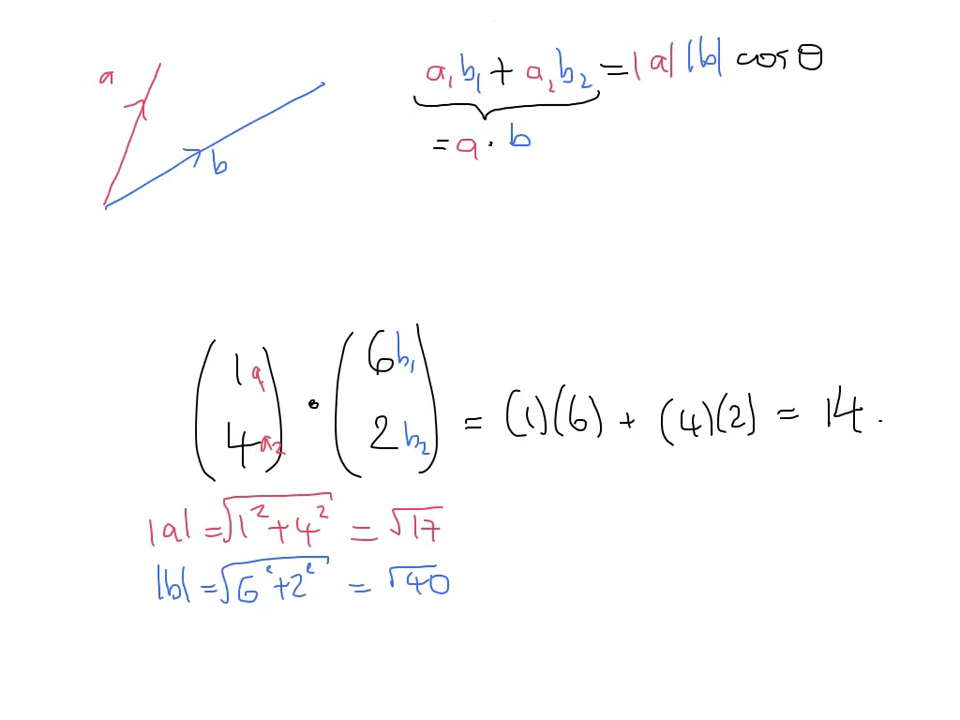 a
b
a₁b₁ + a₂b₂ = |a| |b| cos θ
= a · b
(1 a₁ 4 a₂) · (6 b₁ 2 b₂) = (1)(6) + (4)(2) = 14.
|a| = √(1² + 4²) = √17
|b| = √(6² + 2²) = √40